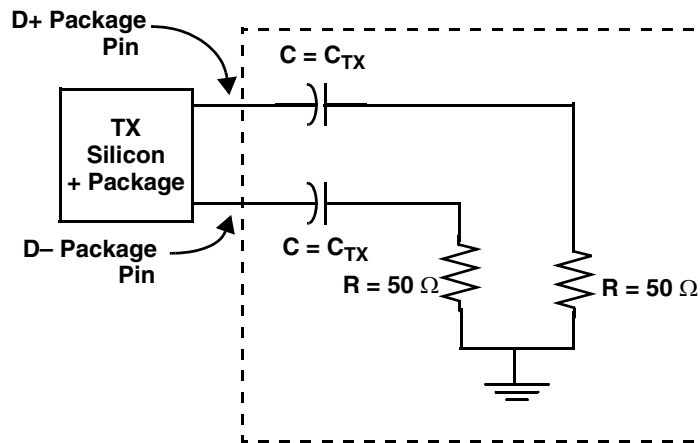 D+ Package
Pin
C = CTX
TX
Silicon
+ Package
D– Package
Pin
C = CTX
R = 50 Ω
R = 50 Ω